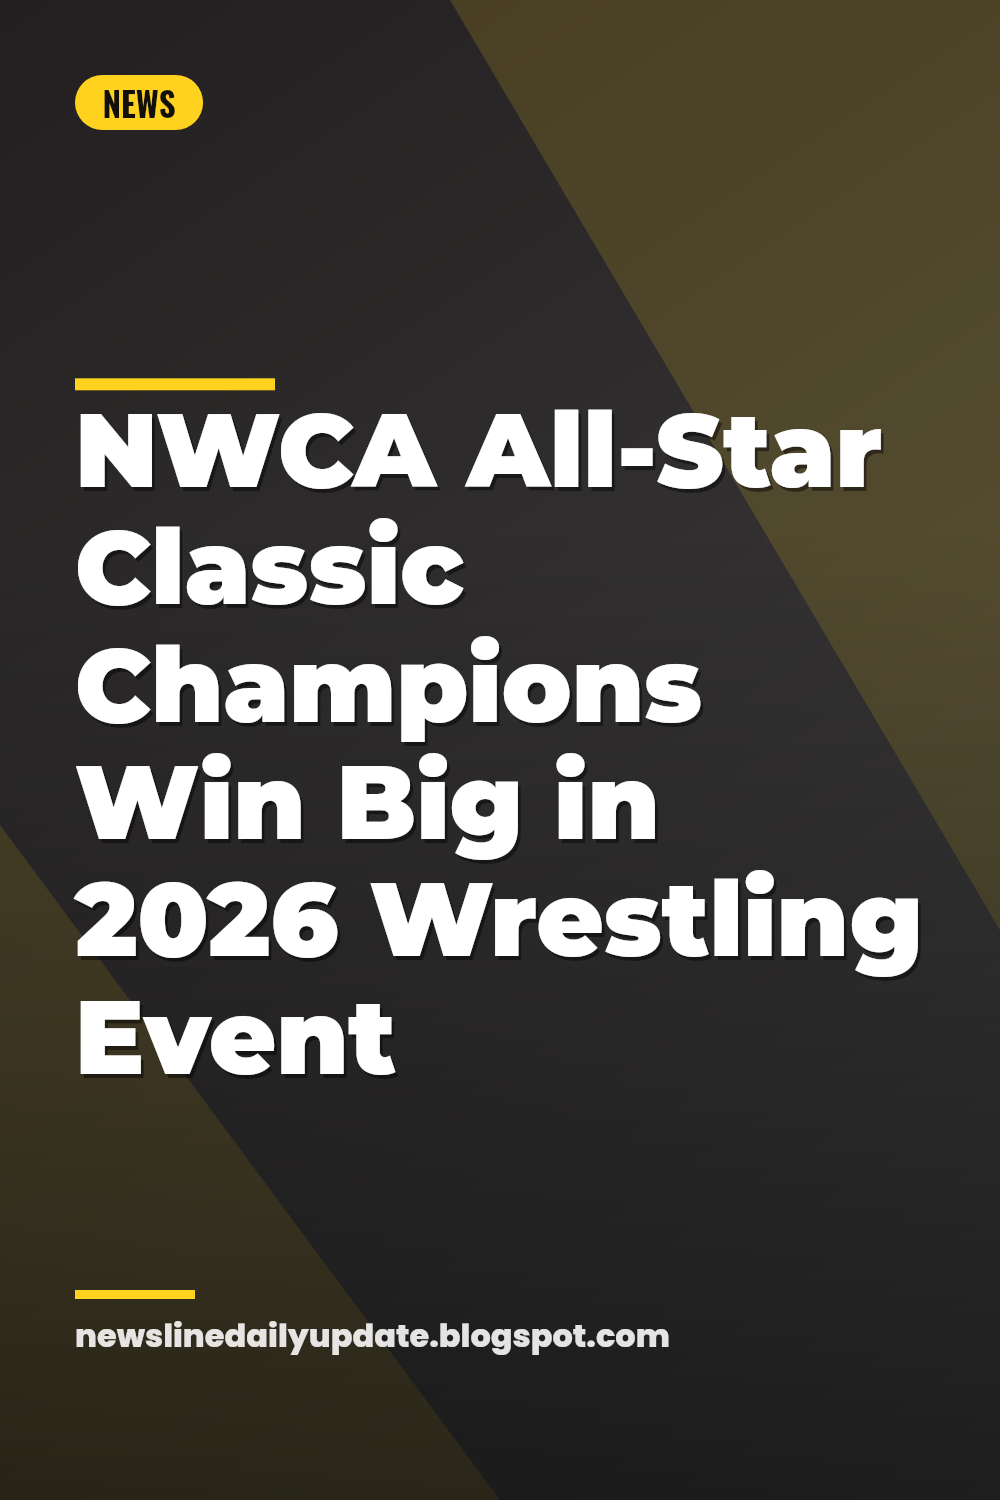 NEWS
NWCA All-Star
Classic
Champions
Win Big in
2026 Wrestling
Event
newslinedailyupdate.blogspot.com